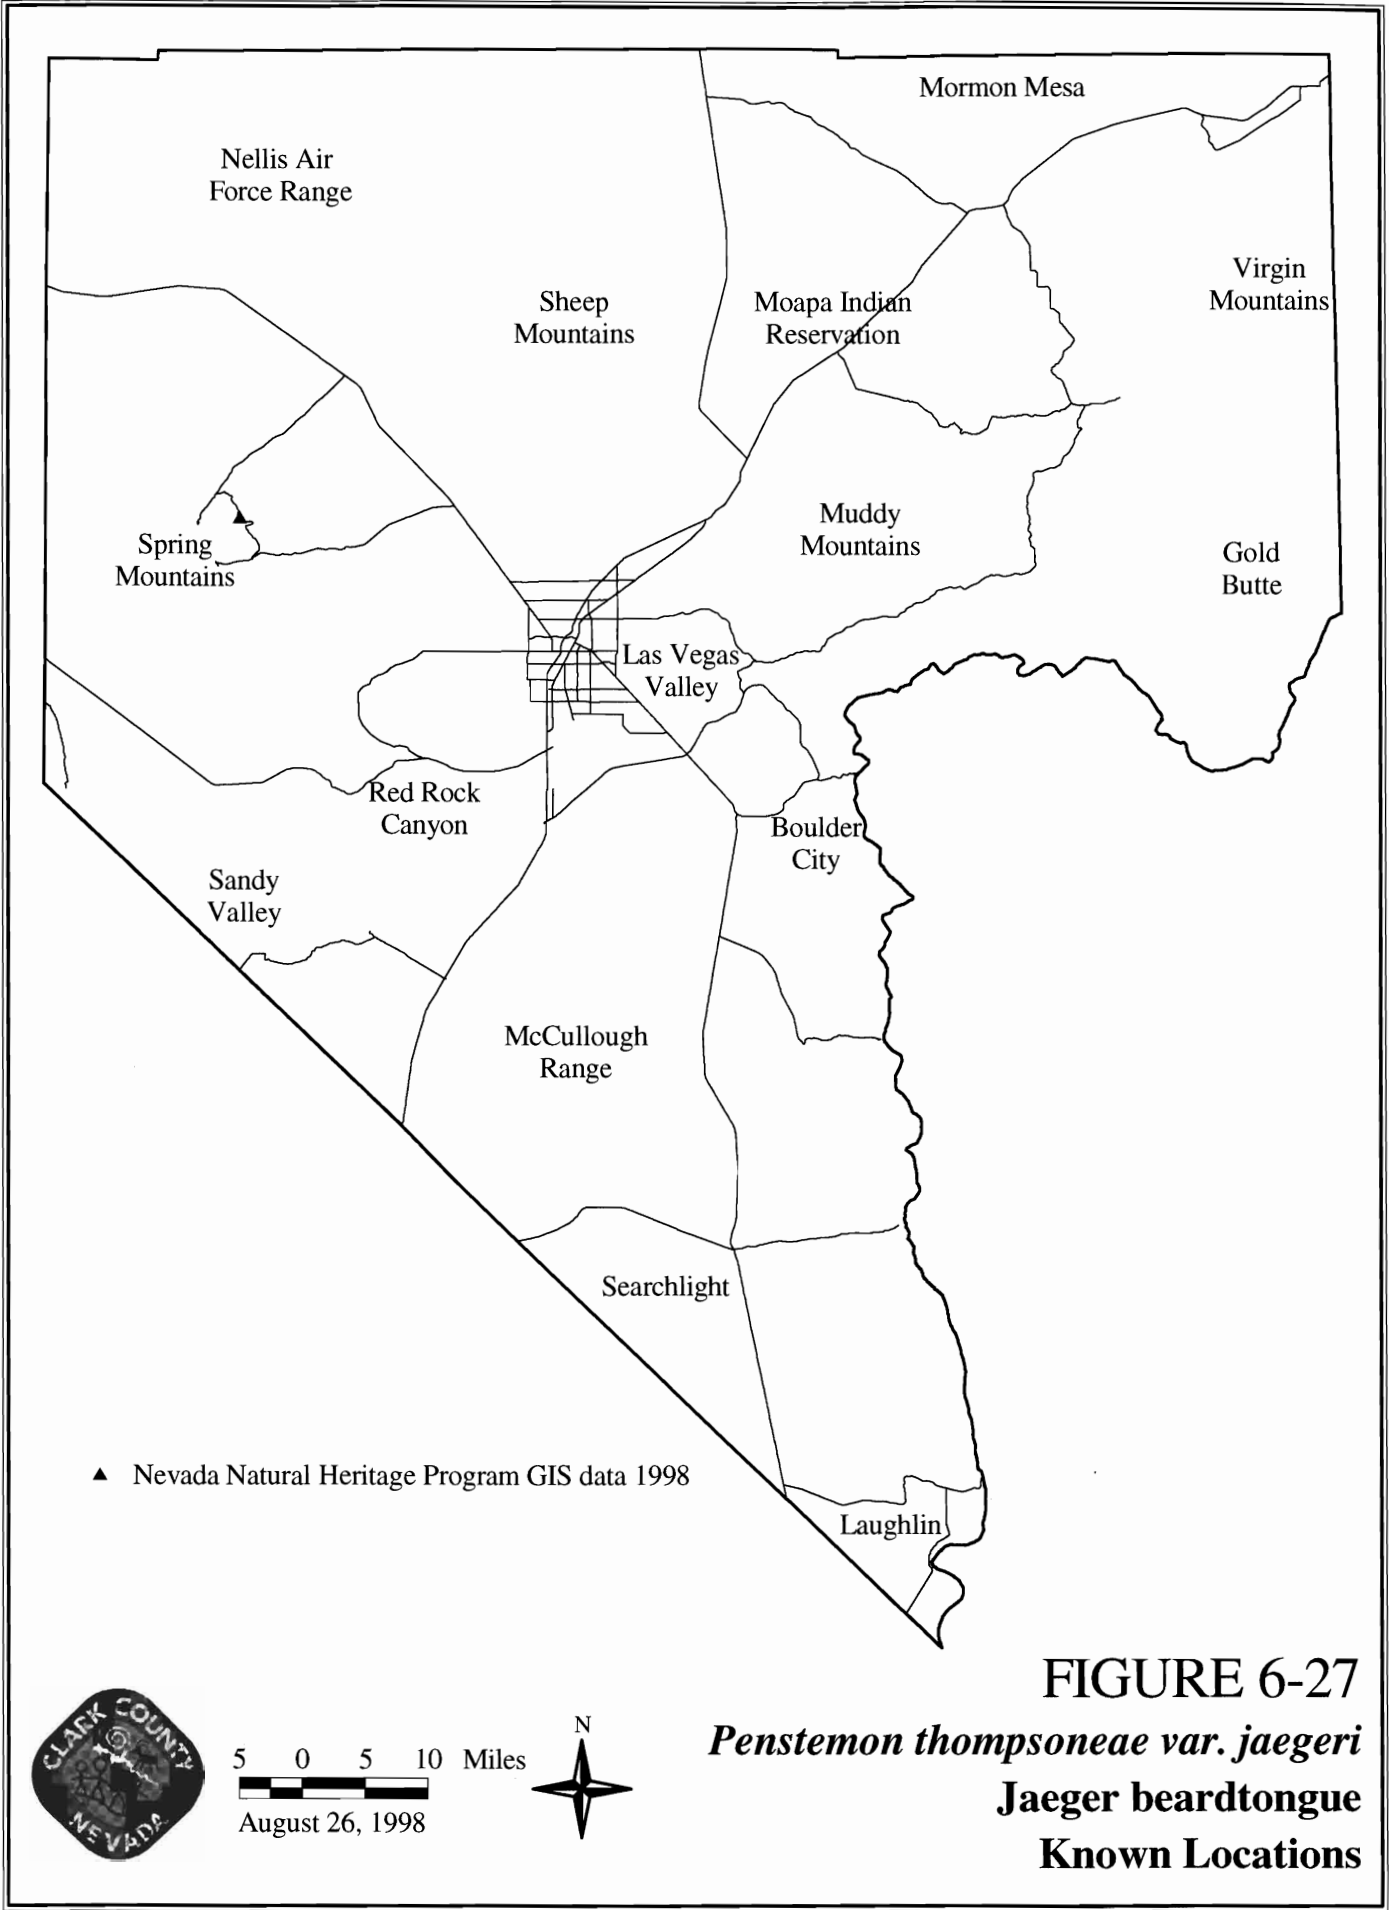 Mormon Mesa
Nellis Air
Force Range
Virgin
Mountains
Sheep
Mountains
Moapa Indian
Reservation
Muddy
Mountains
Spring
Mountains
Gold
Butte
Las Vegas
Valley
Red Rock
Canyon
Boulder
City
Sandy
Valley
McCullough
Range
Searchlight
Nevada Natural Heritage Program GIS data 1998
Laughlin
FIGURE 6-27
Penstemon thompsoneae var. jaegeri
Jaeger beardtongue
Known Locations
CLARK COUNTY
NEVADA
5 0 5 10 Miles
August 26, 1998
N